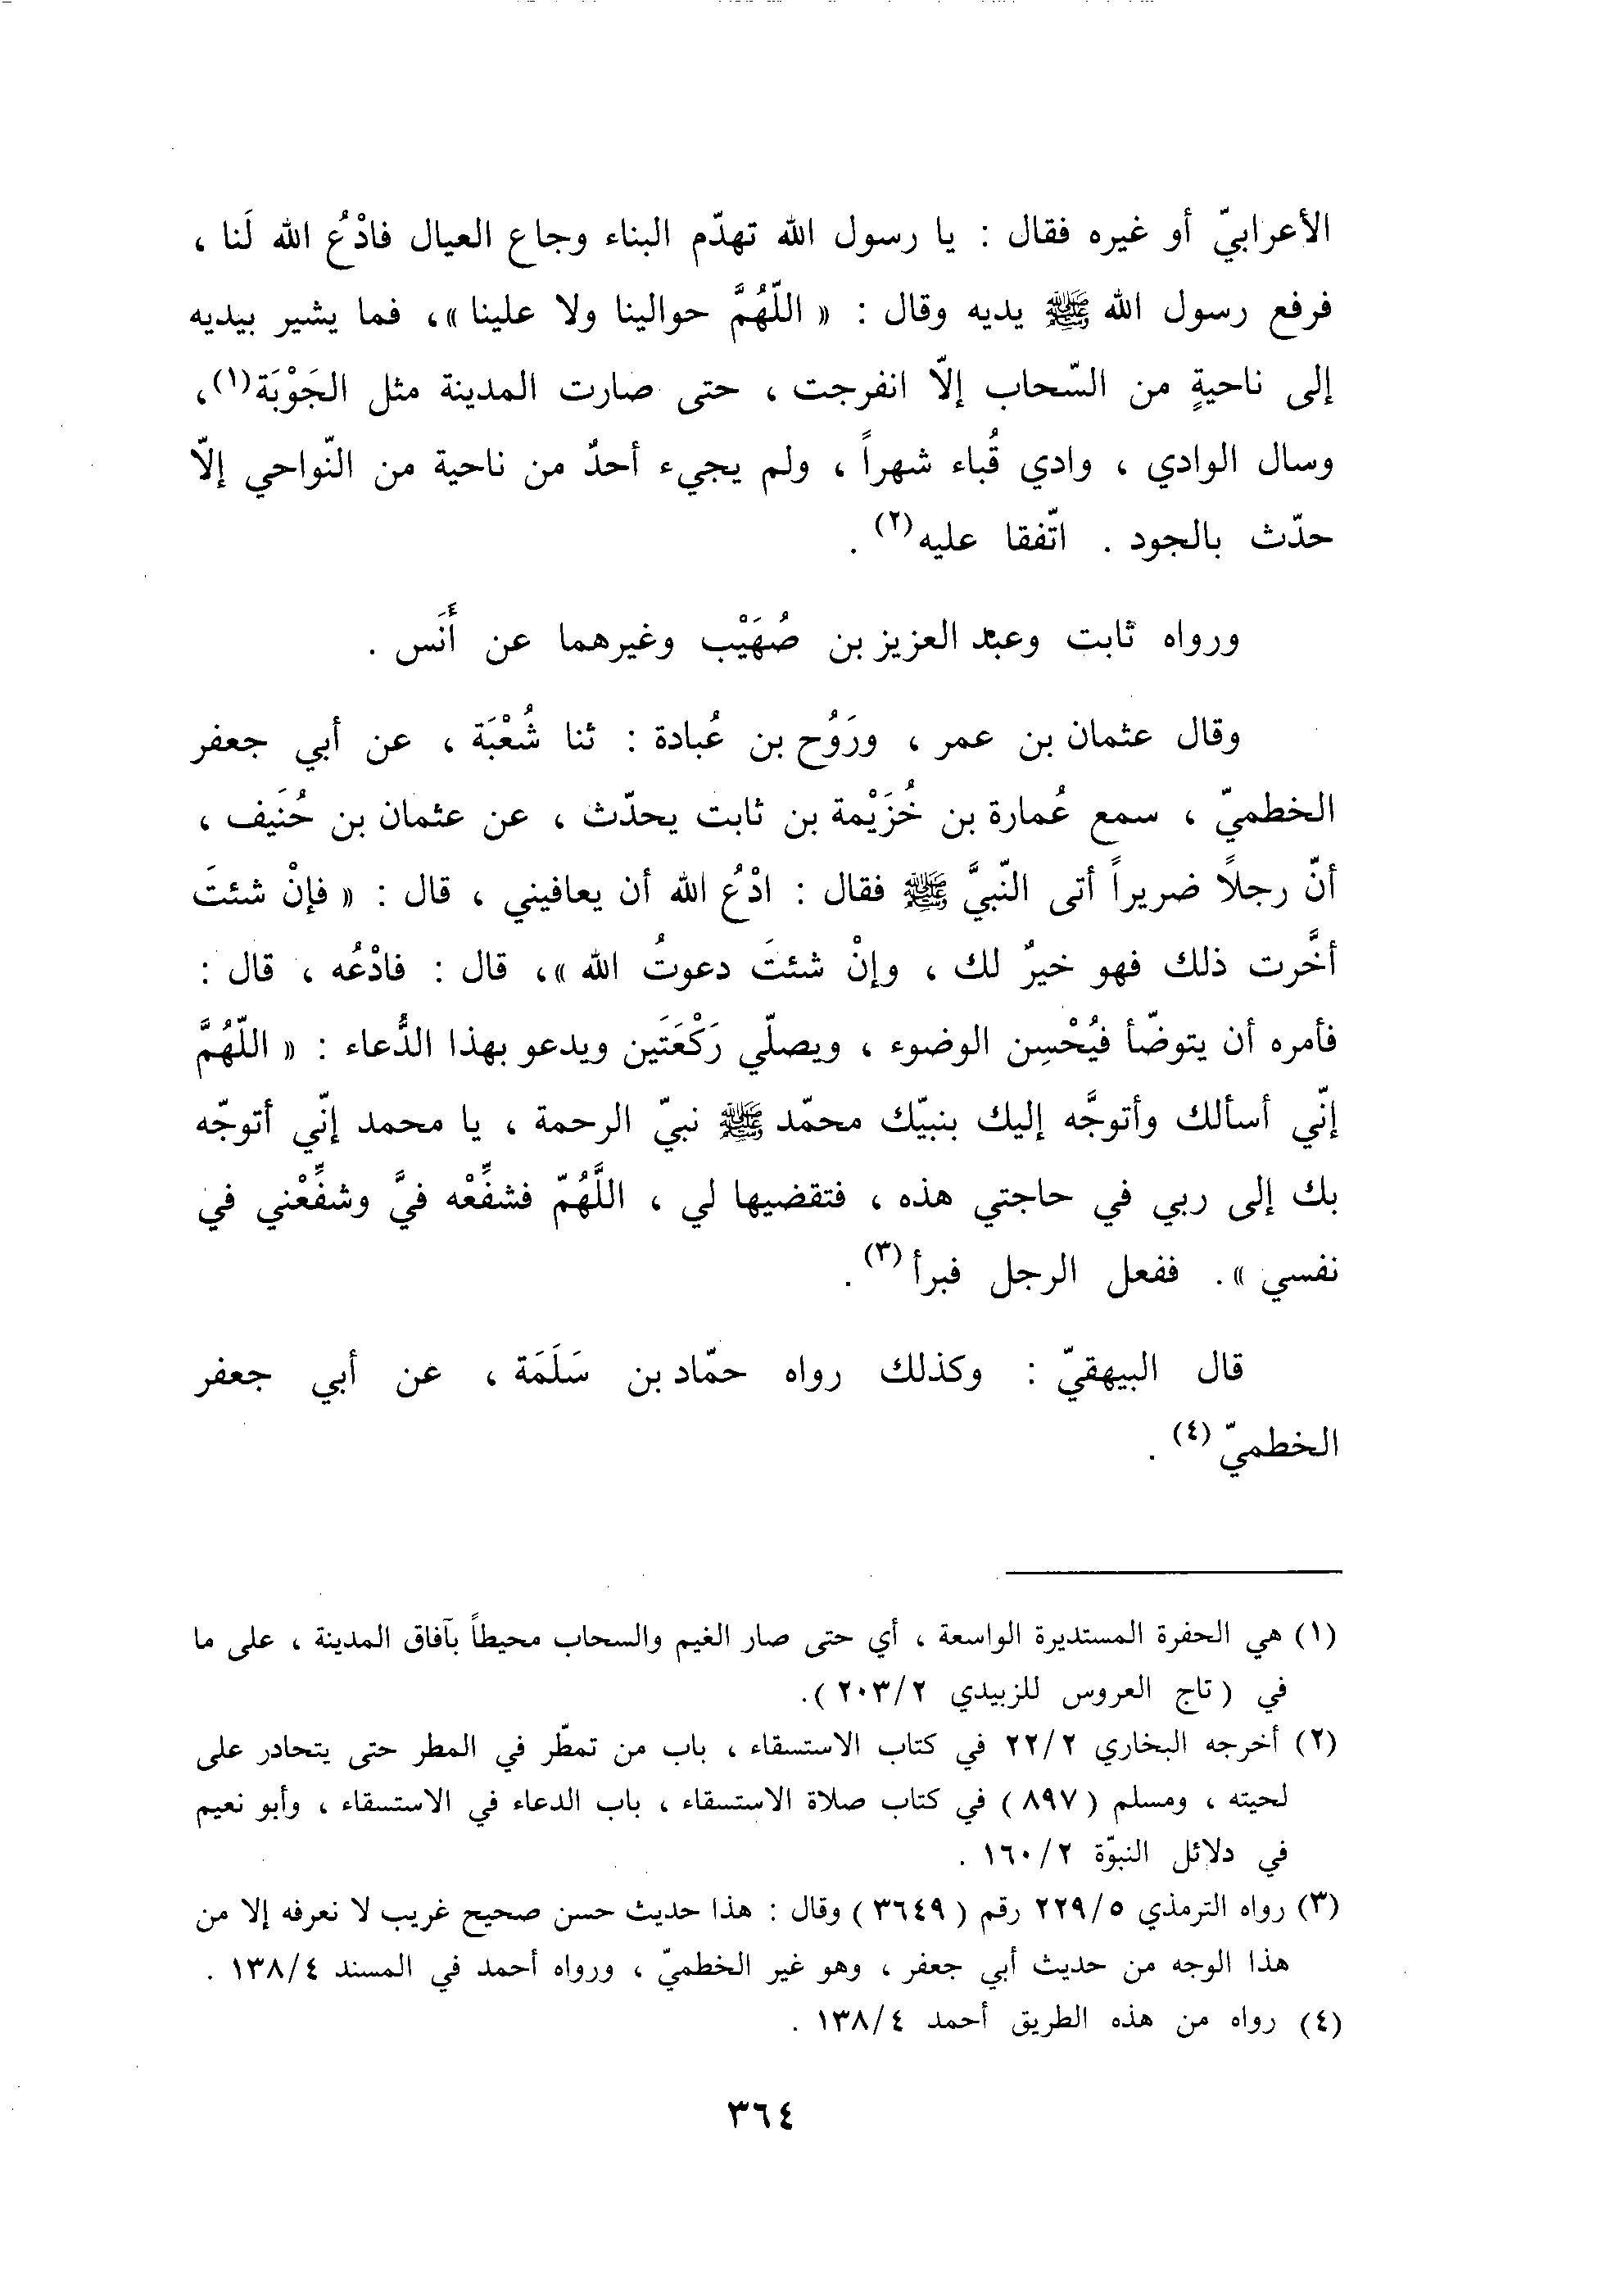 الأعرابيّ أو غيره فقال : يا رسول الله تهدّم البناء وجاع العيال فادْعُ الله لَنا ،
فرفع رسول الله ﷺ يديه وقال : « اللّهُمَّ حوالينا ولا علينا »، فما يشير بيديه
إلى ناحيةٍ من السّحاب إلّا انفرجت ، حتى صارت المدينة مثل الجَوْبَة(١)،
وسال الوادي ، وادي قُباء شهراً ، ولم يجيء أحدٌ من ناحية من النّواحي إلّا
حدّث بالجود . اتّفقا عليه(٢) .
ورواه ثابت وعبد العزيز بن صُهَيْب وغيرهما عن أَنَس .
وقال عثمان بن عمر ، ورَوُح بن عُبادة : ثنا شُعْبَة ، عن أبي جعفر
الخطميّ ، سمع عُمارة بن خُزَيْمة بن ثابت يحدّث ، عن عثمان بن حُنَيف ،
أنّ رجلاً ضريراً أتى النّبيَّ ﷺ فقال : ادْعُ الله أن يعافيني ، قال : « فإنْ شئتَ
أخَّرت ذلك فهو خيرٌ لك ، وإنْ شئتَ دعوتُ الله »، قال : فادْعُه ، قال :
فأمره أن يتوضّأ فيُحْسِن الوضوء ، ويصلّي رَكْعَتَين ويدعو بهذا الدُّعاء : « اللّهُمَّ
إنّي أسألك وأتوجَّه إليك بنبيّك محمّد ﷺ نبيّ الرحمة ، يا محمد إنّي أتوجّه
بك إلى ربي في حاجتي هذه ، فتقضيها لي ، اللَّهُمّ فشفِّعْه فيَّ وشفِّعْني في
نفسي » . ففعل الرجل فبرأ(٣) .
قال البيهقيّ : وكذلك رواه حمّاد بن سَلَمَة ، عن أبي جعفر
الخطميّ(٤) .
(١) هي الحفرة المستديرة الواسعة ، أي حتى صار الغيم والسحاب محيطاً بآفاق المدينة ، على ما
في ( تاج العروس للزبيدي ٢٠٣/٢ ).
(٢) أخرجه البخاري ٢٢/٢ في كتاب الاستسقاء ، باب من تمطّر في المطر حتى يتحادر على
لحيته ، ومسلم ( ٨٩٧ ) في كتاب صلاة الاستسقاء ، باب الدعاء في الاستسقاء ، وأبو نعيم
في دلائل النبوّة ١٦٠/٢ .
(٣) رواه الترمذي ٢٢٩/٥ رقم ( ٣٦٤٩ ) وقال : هذا حديث حسن صحيح غريب لا نعرفه إلا من
هذا الوجه من حديث أبي جعفر ، وهو غير الخطميّ ، ورواه أحمد في المسند ١٣٨/٤ .
(٤) رواه من هذه الطريق أحمد ١٣٨/٤ .
٣٦٤